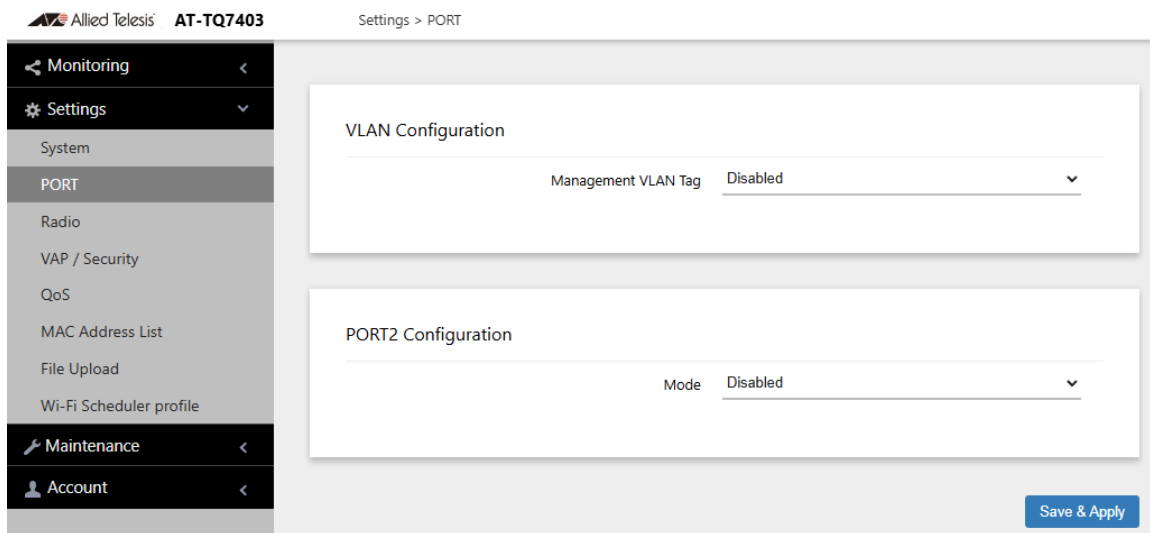 Allied Telesis AT-TQ7403
Settings > PORT
Monitoring
Settings
System
PORT
Radio
VAP / Security
QoS
MAC Address List
File Upload
Wi-Fi Scheduler profile
Maintenance
Account
VLAN Configuration
Management VLAN Tag Disabled
PORT2 Configuration
Mode Disabled
Save & Apply